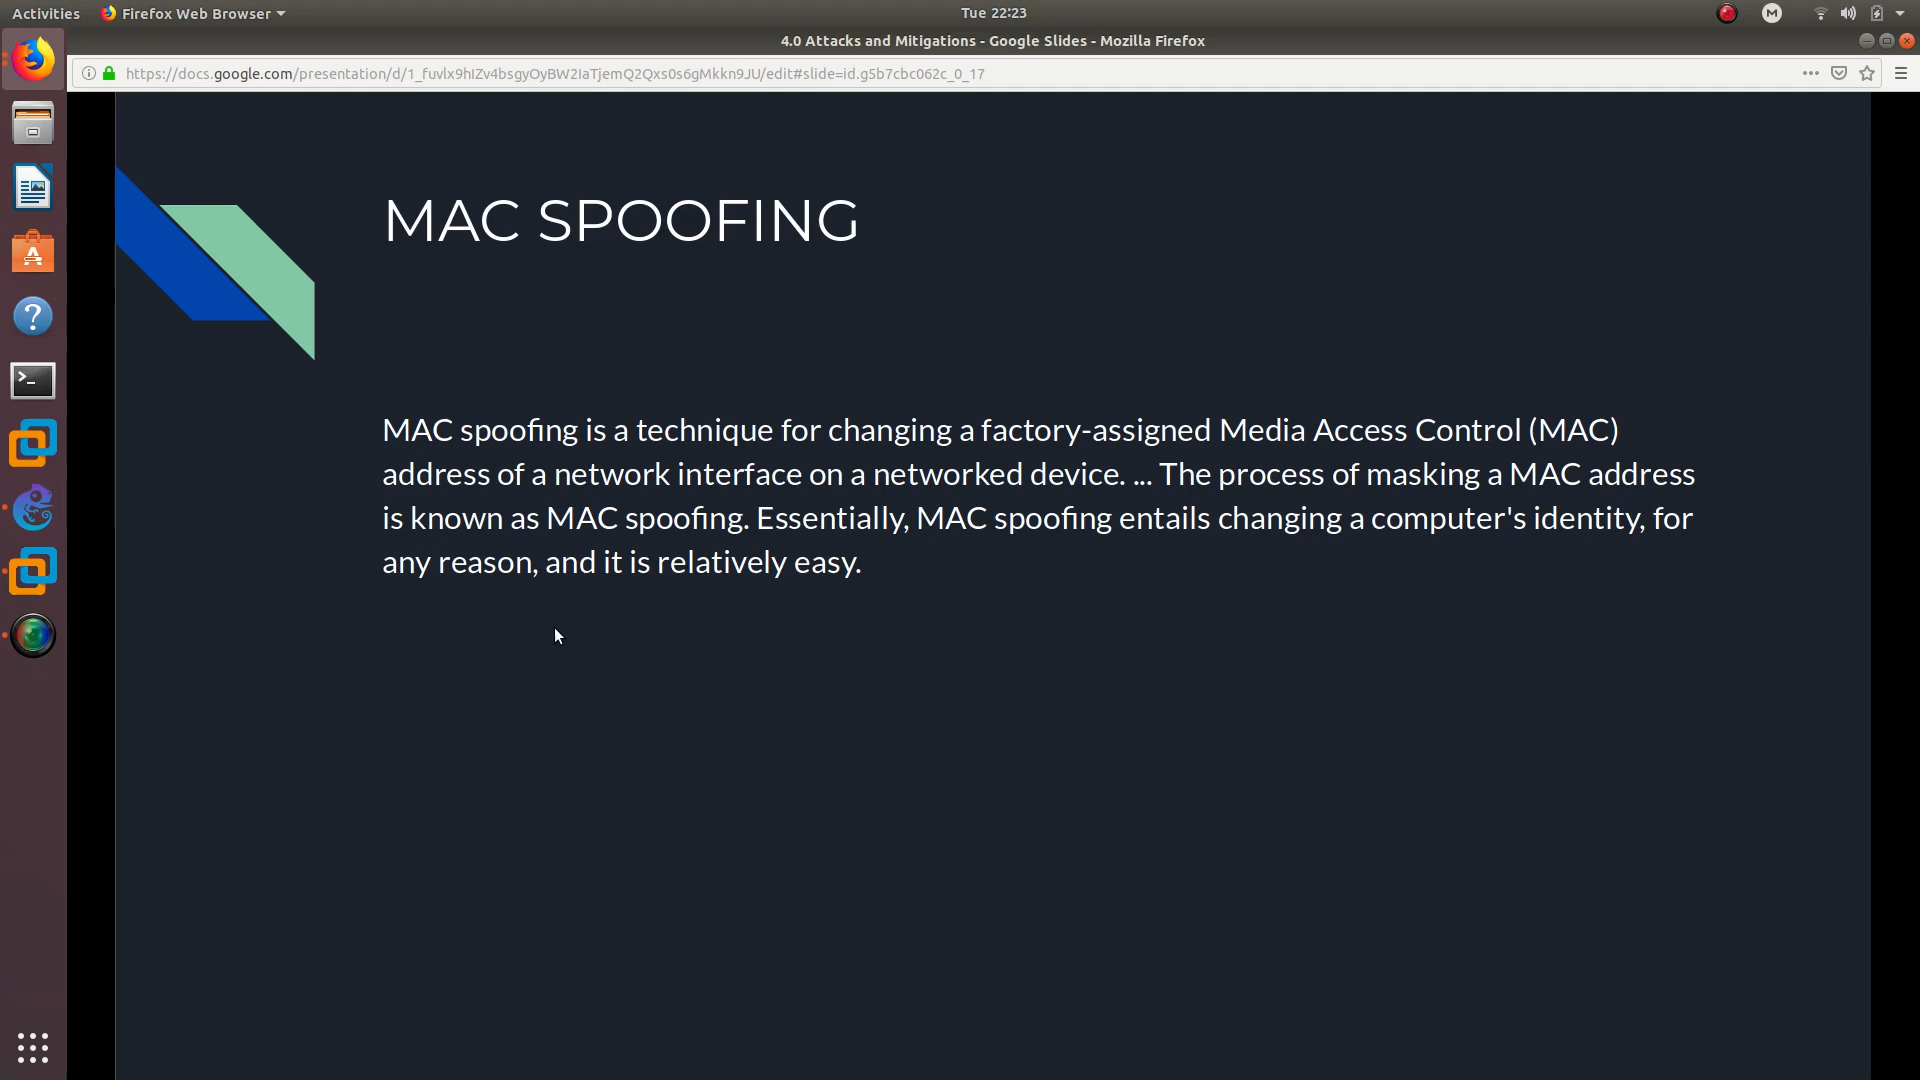 Activities Firefox Web Browser Tue 22:23 M
4.0 Attacks and Mitigations - Google Slides - Mozilla Firefox
https://docs.google.com/presentation/d/1_fuvlx9hIZv4bsgyOyBW2IaTjemQ2Qxs0s6gMkkn9JU/edit#slide=id.g5b7cbc062c_0_17
MAC SPOOFING
MAC spoofing is a technique for changing a factory-assigned Media Access Control (MAC)
address of a network interface on a networked device. ... The process of masking a MAC address
is known as MAC spoofing. Essentially, MAC spoofing entails changing a computer's identity, for
any reason, and it is relatively easy.